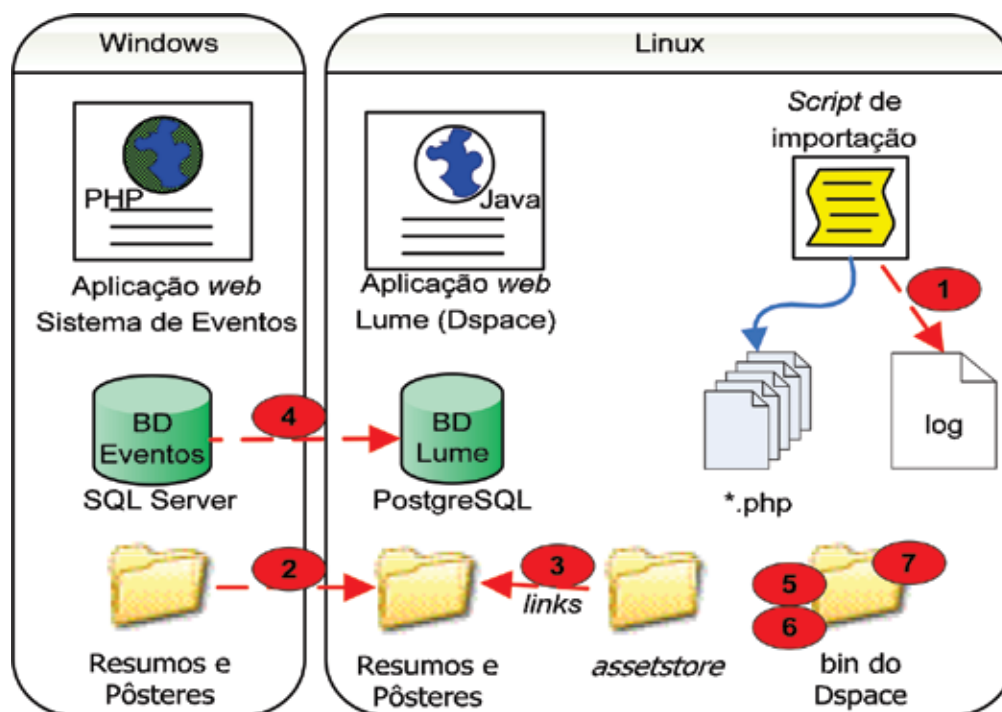 Windows
Linux
PHP
Aplicação web
Sistema de Eventos
Java
Aplicação web
Lume (Dspace)
Script de
importação
1
*.php
log
BD
Eventos
SQL Server
4
BD
Lume
PostgreSQL
2
Resumos e
Pôsteres
Resumos e
Pôsteres
3
links
assetstore
5
6
7
bin do
Dspace